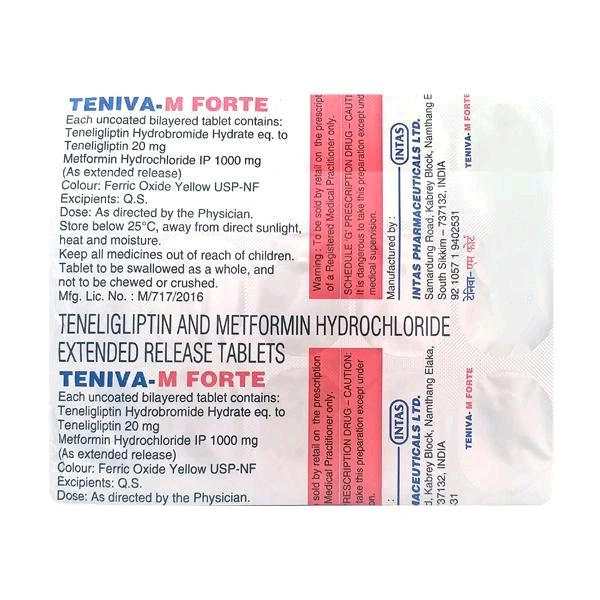 TENIVA-M FORTE
Each uncoated bilayered tablet contains:
Teneligliptin Hydrobromide Hydrate eq. to
Teneligliptin 20 mg
Metformin Hydrochloride IP 1000 mg
(As extended release)
Colour: Ferric Oxide Yellow USP-NF
Excipients: Q.S.
Dose: As directed by the Physician.
Store below 25°C, away from direct sunlight,
heat and moisture.
Keep all medicines out of reach of children.
Tablet to be swallowed as a whole, and
not to be chewed or crushed.
Mfg. Lic. No. : M/717/2016
Warning : To be sold by retail on the prescript
of a Registered Medical Practitioner only.
SCHEDULE 'G' PRESCRIPTION DRUG – CAUTI
It is dangerous to take this preparation except und
medical supervision.
Manufactured by :
INTAS
INTAS PHARMACEUTICALS LTD.
Samardung Road, Kabrey Block, Namthang E
South Sikkim – 737132, INDIA
92 1057 1 9402531
टेनिवा-एम फोर्ट
TENIVA-M FORTE
TENELIGLIPTIN AND METFORMIN HYDROCHLORIDE
EXTENDED RELEASE TABLETS
TENIVA-M FORTE
Each uncoated bilayered tablet contains:
Teneligliptin Hydrobromide Hydrate eq. to
Teneligliptin 20 mg
Metformin Hydrochloride IP 1000 mg
(As extended release)
Colour: Ferric Oxide Yellow USP-NF
Excipients: Q.S.
Dose: As directed by the Physician.
sold by retail on the prescription
Medical Practitioner only.
RESCRIPTION DRUG – CAUTION:
take this preparation except under
on.
INTAS
MACEUTICALS LTD.
d, Kabrey Block, Namthang Elaka,
37132, INDIA
31
TENIVA-M FORTE